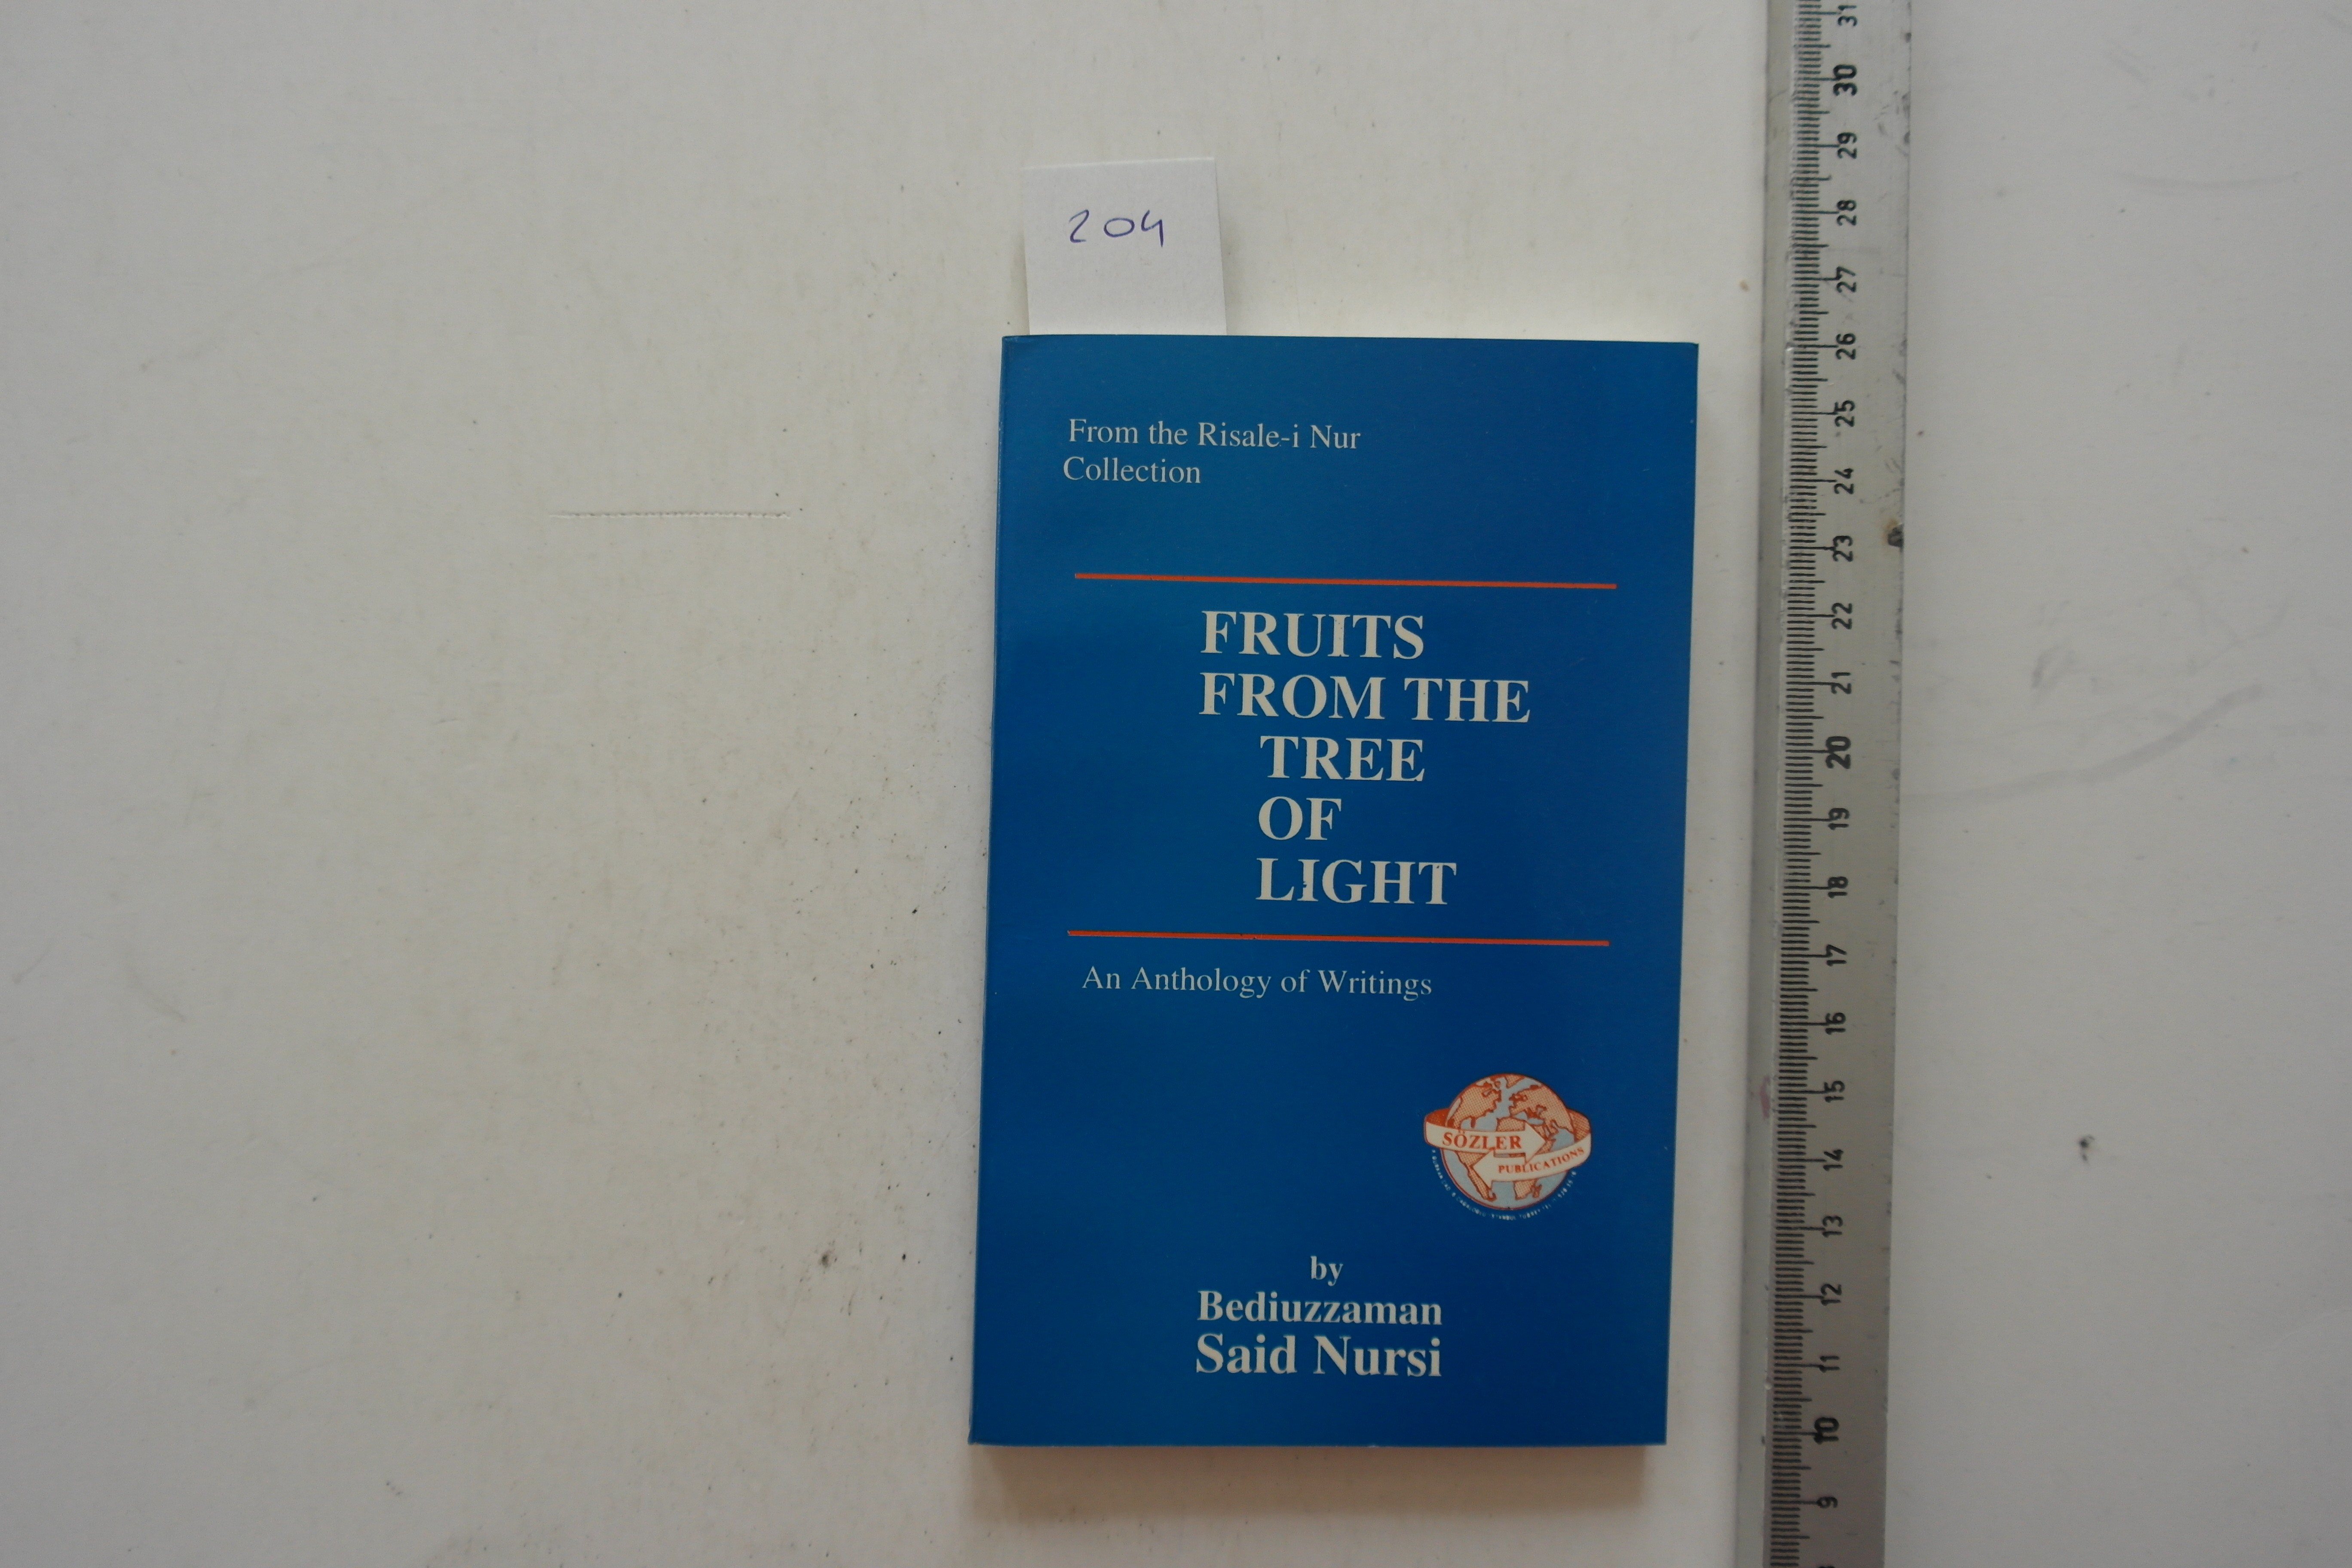 204
From the Risale-i Nur
Collection
FRUITS
FROM THE
TREE
OF
LIGHT
An Anthology of Writings
SÖZLER
PUBLICATIONS
by
Bediuzzaman
Said Nursi
31
30
29
28
27
26
25
24
23
22
21
20
19
18
17
16
15
14
13
12
11
10
9